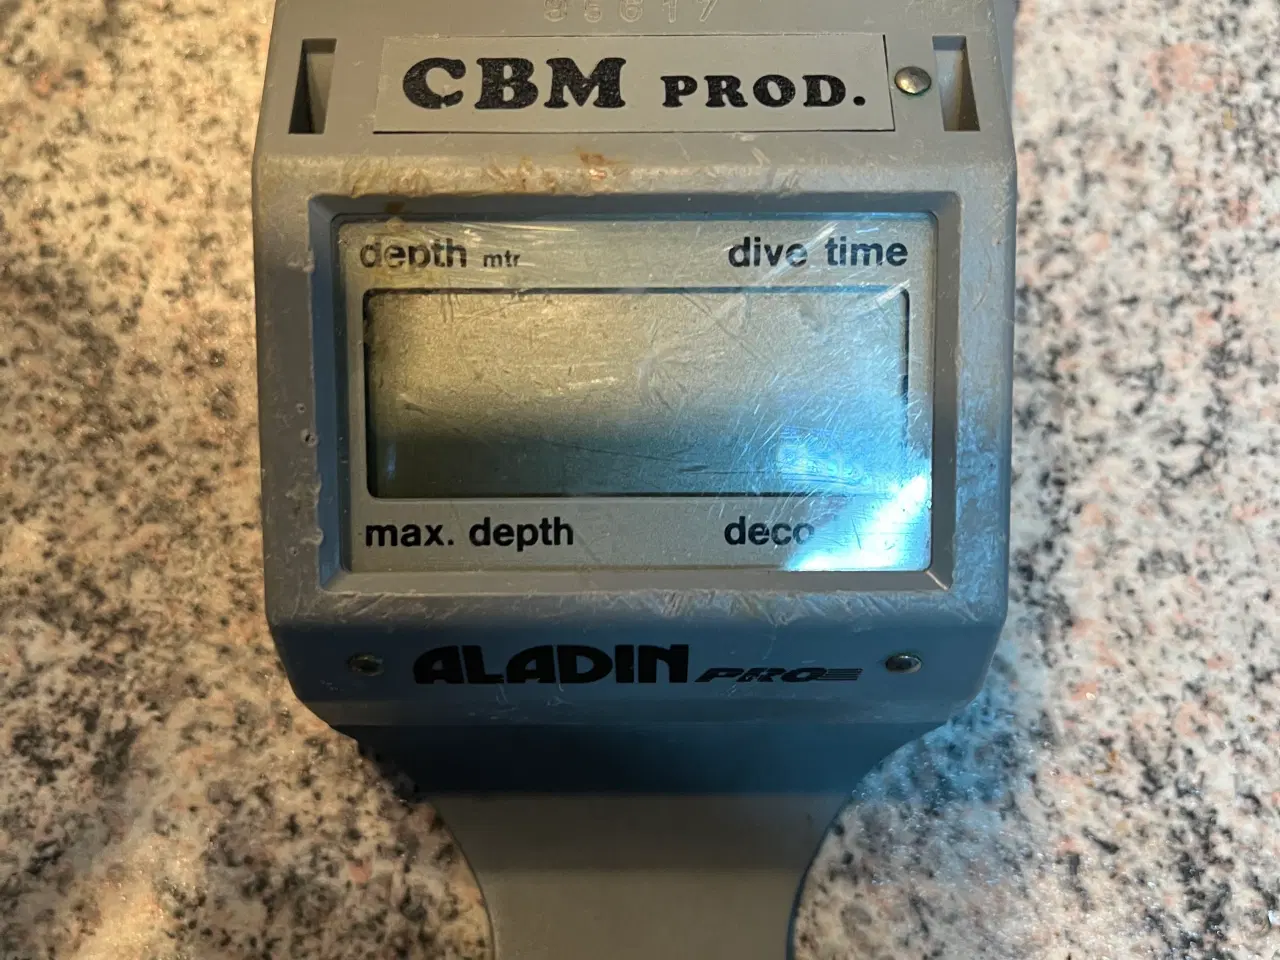 CBM PROD.
depth mtr dive time
max. depth deco
ALADIN PRO